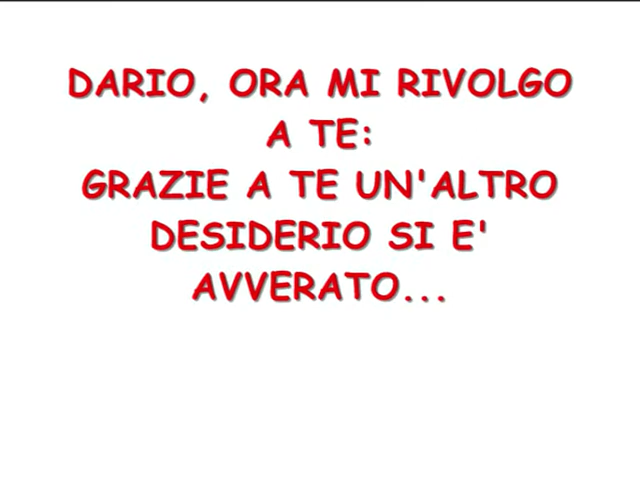 DARIO, ORA MI RIVOLGO
A TE:
GRAZIE A TE UN'ALTRO
DESIDERIO SI E'
AVVERATO...